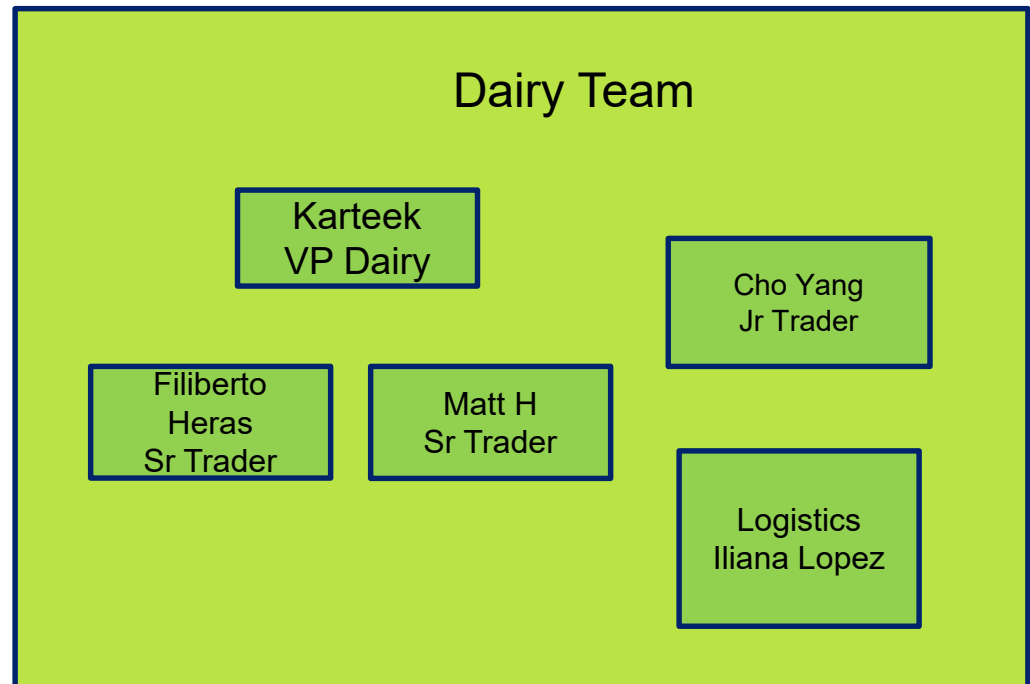 Dairy Team
Karteek
VP Dairy
Cho Yang
Jr Trader
Filiberto
Heras
Sr Trader
Matt H
Sr Trader
Logistics
Iliana Lopez